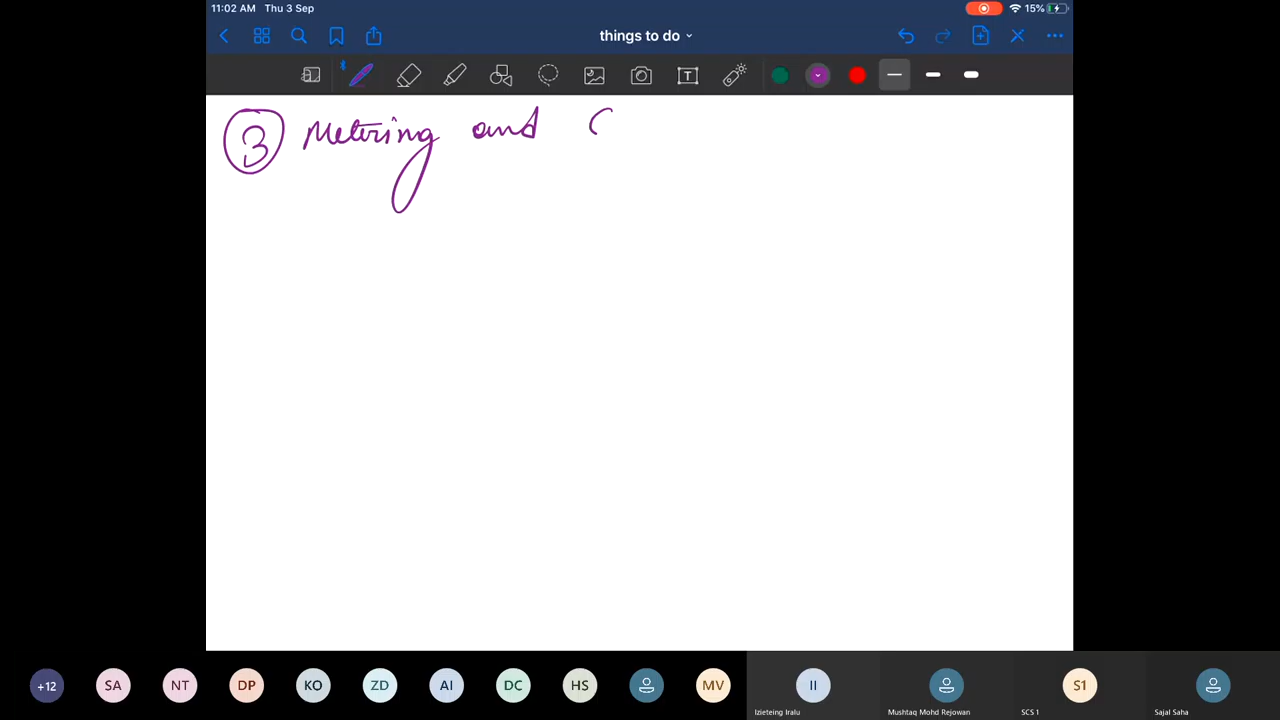 11:02 AM Thu 3 Sep 15%
things to do
T
3 Metering and C
+12 SA NT DP KO ZD AI DC HS MV II S1
Izieteing Iralu Mushtaq Mohd Rejowan SCS 1 Sajal Saha